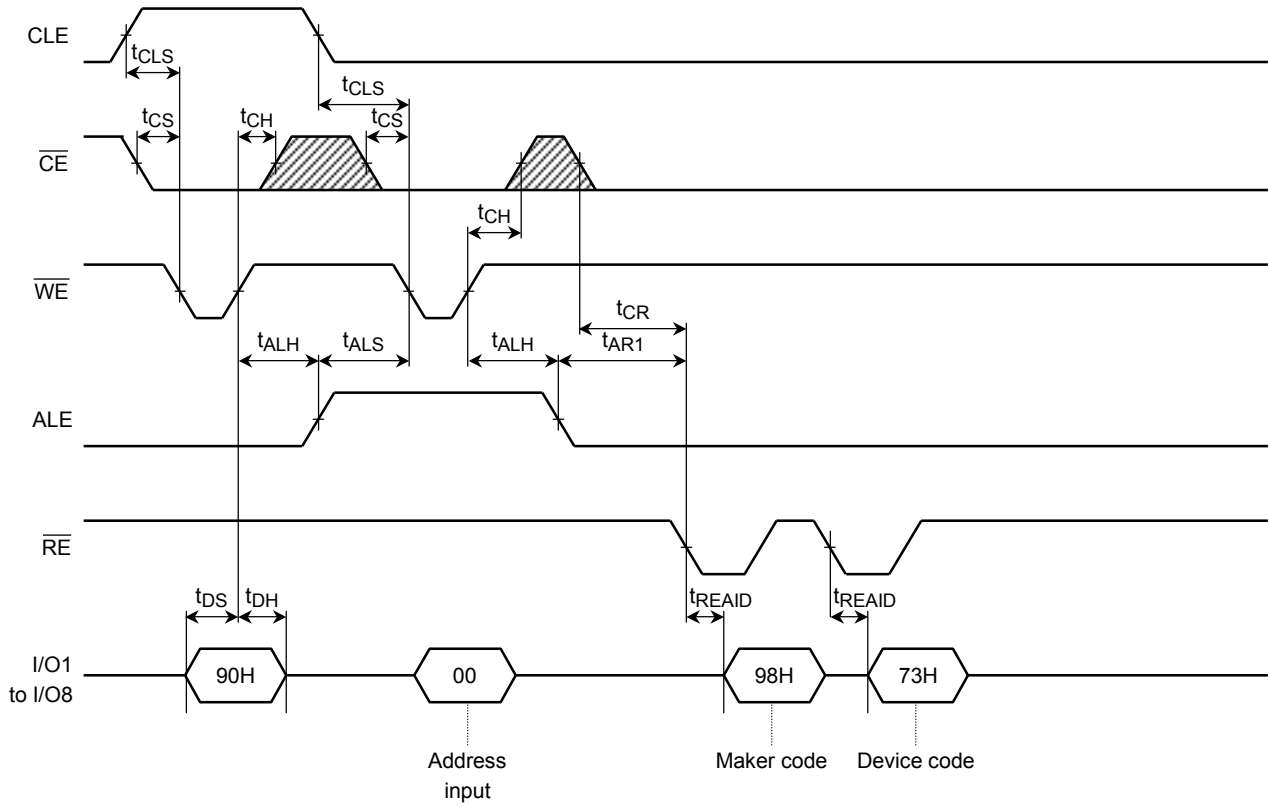 CLE
tCLS
tCLS
tCS
tCH
tCS
CE
tCH
WE
tCR
tALH
tALS
tALH
tAR1
ALE
RE
tDS
tDH
tREAID
tREAID
I/O1
to I/O8
90H
00
98H
73H
Address
input
Maker code
Device code